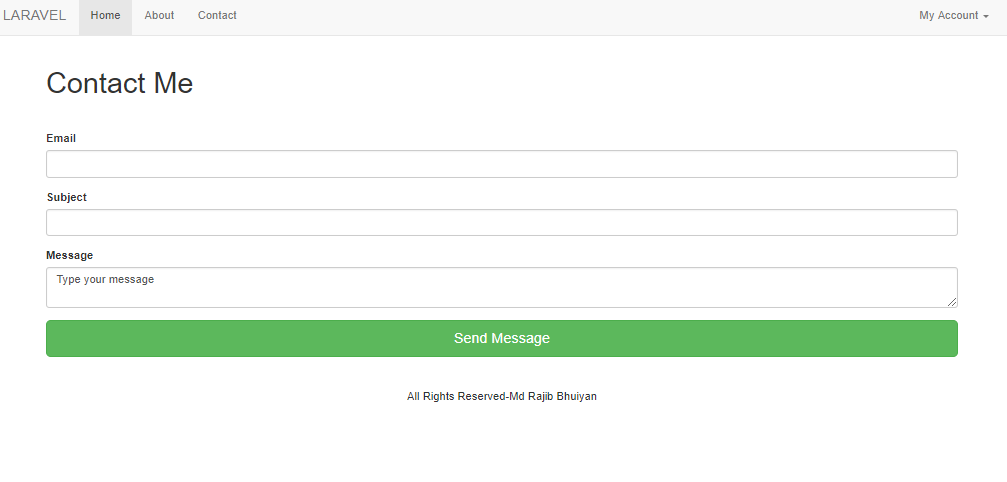 LARAVEL Home About Contact My Account
Contact Me
Email
Subject
Message
Type your message
Send Message
All Rights Reserved-Md Rajib Bhuiyan